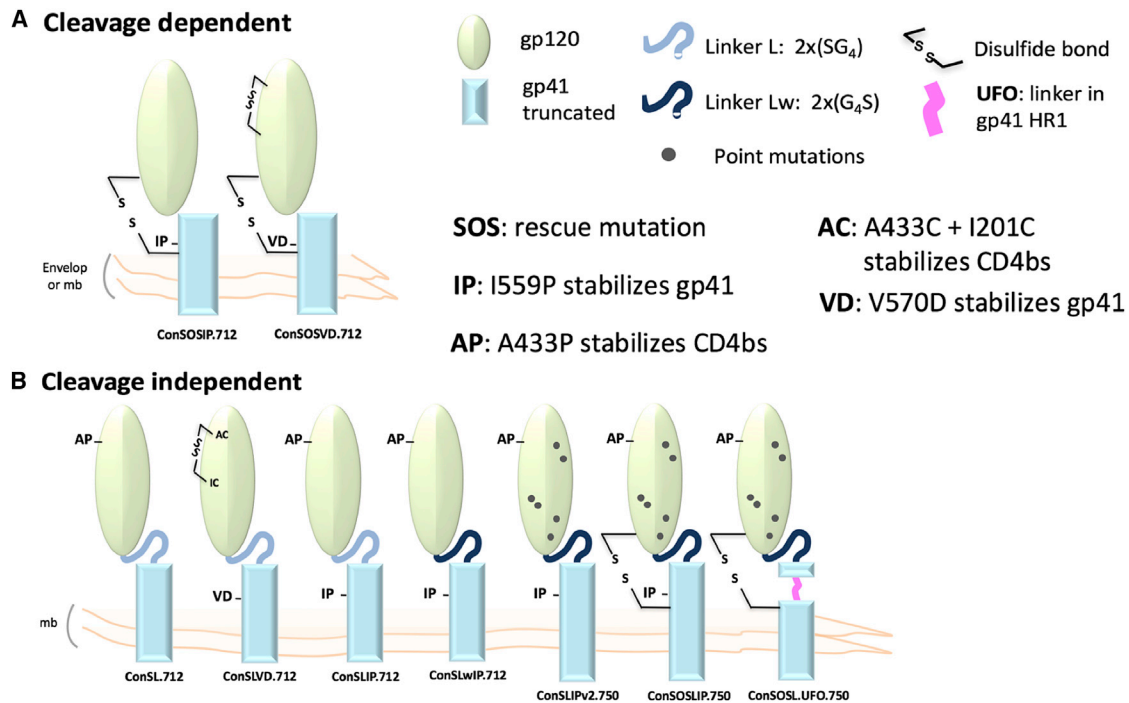 A Cleavage dependent
gp120
gp41
truncated
Linker L: 2x(SG₄)
Linker Lw: 2x(G₄S)
Point mutations
S
S
Disulfide bond
UFO: linker in
gp41 HR1
S
S
IP
S
S
S
S
VD
Envelop
or mb
ConSOSIP.712
ConSOSVD.712
SOS: rescue mutation
IP: I559P stabilizes gp41
AP: A433P stabilizes CD4bs
AC: A433C + I201C
stabilizes CD4bs
VD: V570D stabilizes gp41
B Cleavage independent
AP
S
S
AC
IC
AP
AP
AP
AP
AP
VD
IP
IP
IP
S
S
IP
S
S
mb
ConSL.712
ConSLVD.712
ConSLIP.712
ConSLwIP.712
ConSLIPv2.750
ConSOSLIP.750
ConSOSL.UFO.750